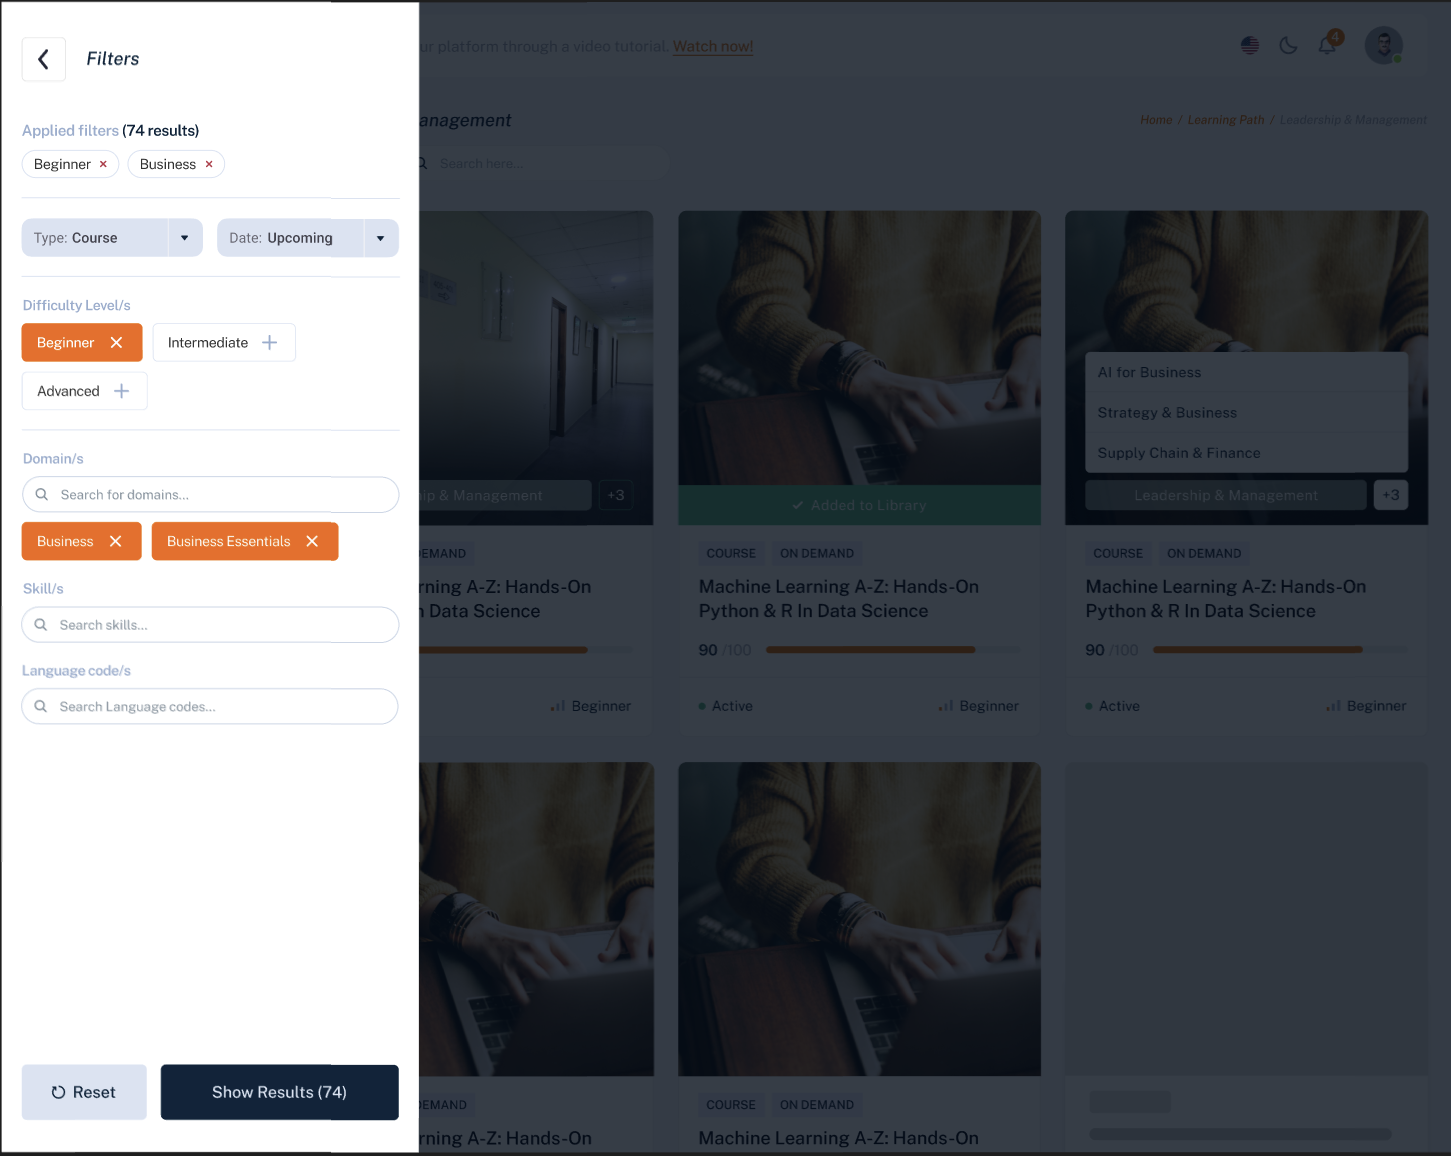 Filters
ur platform through a video tutorial. Watch now!
4
Applied filters (74 results)
Beginner ×
Business ×
Type: Course
Date: Upcoming
Difficulty Level/s
Beginner
Intermediate
Advanced
Domain/s
Search for domains...
Business
Business Essentials
Skill/s
Search skills...
Language code/s
Search Language codes...
Reset
Show Results (74)
anagement
Home / Learning Path / Leadership & Management
Search here...
ip & Management
+3
EMAND
rning A-Z: Hands-On
n Data Science
Beginner
Added to Library
COURSE
ON DEMAND
Machine Learning A-Z: Hands-On
Python & R In Data Science
90 /100
Active
Beginner
AI for Business
Strategy & Business
Supply Chain & Finance
Leadership & Management
+3
COURSE
ON DEMAND
Machine Learning A-Z: Hands-On
Python & R In Data Science
90 /100
Active
Beginner
EMAND
rning A-Z: Hands-On
COURSE
ON DEMAND
Machine Learning A-Z: Hands-On